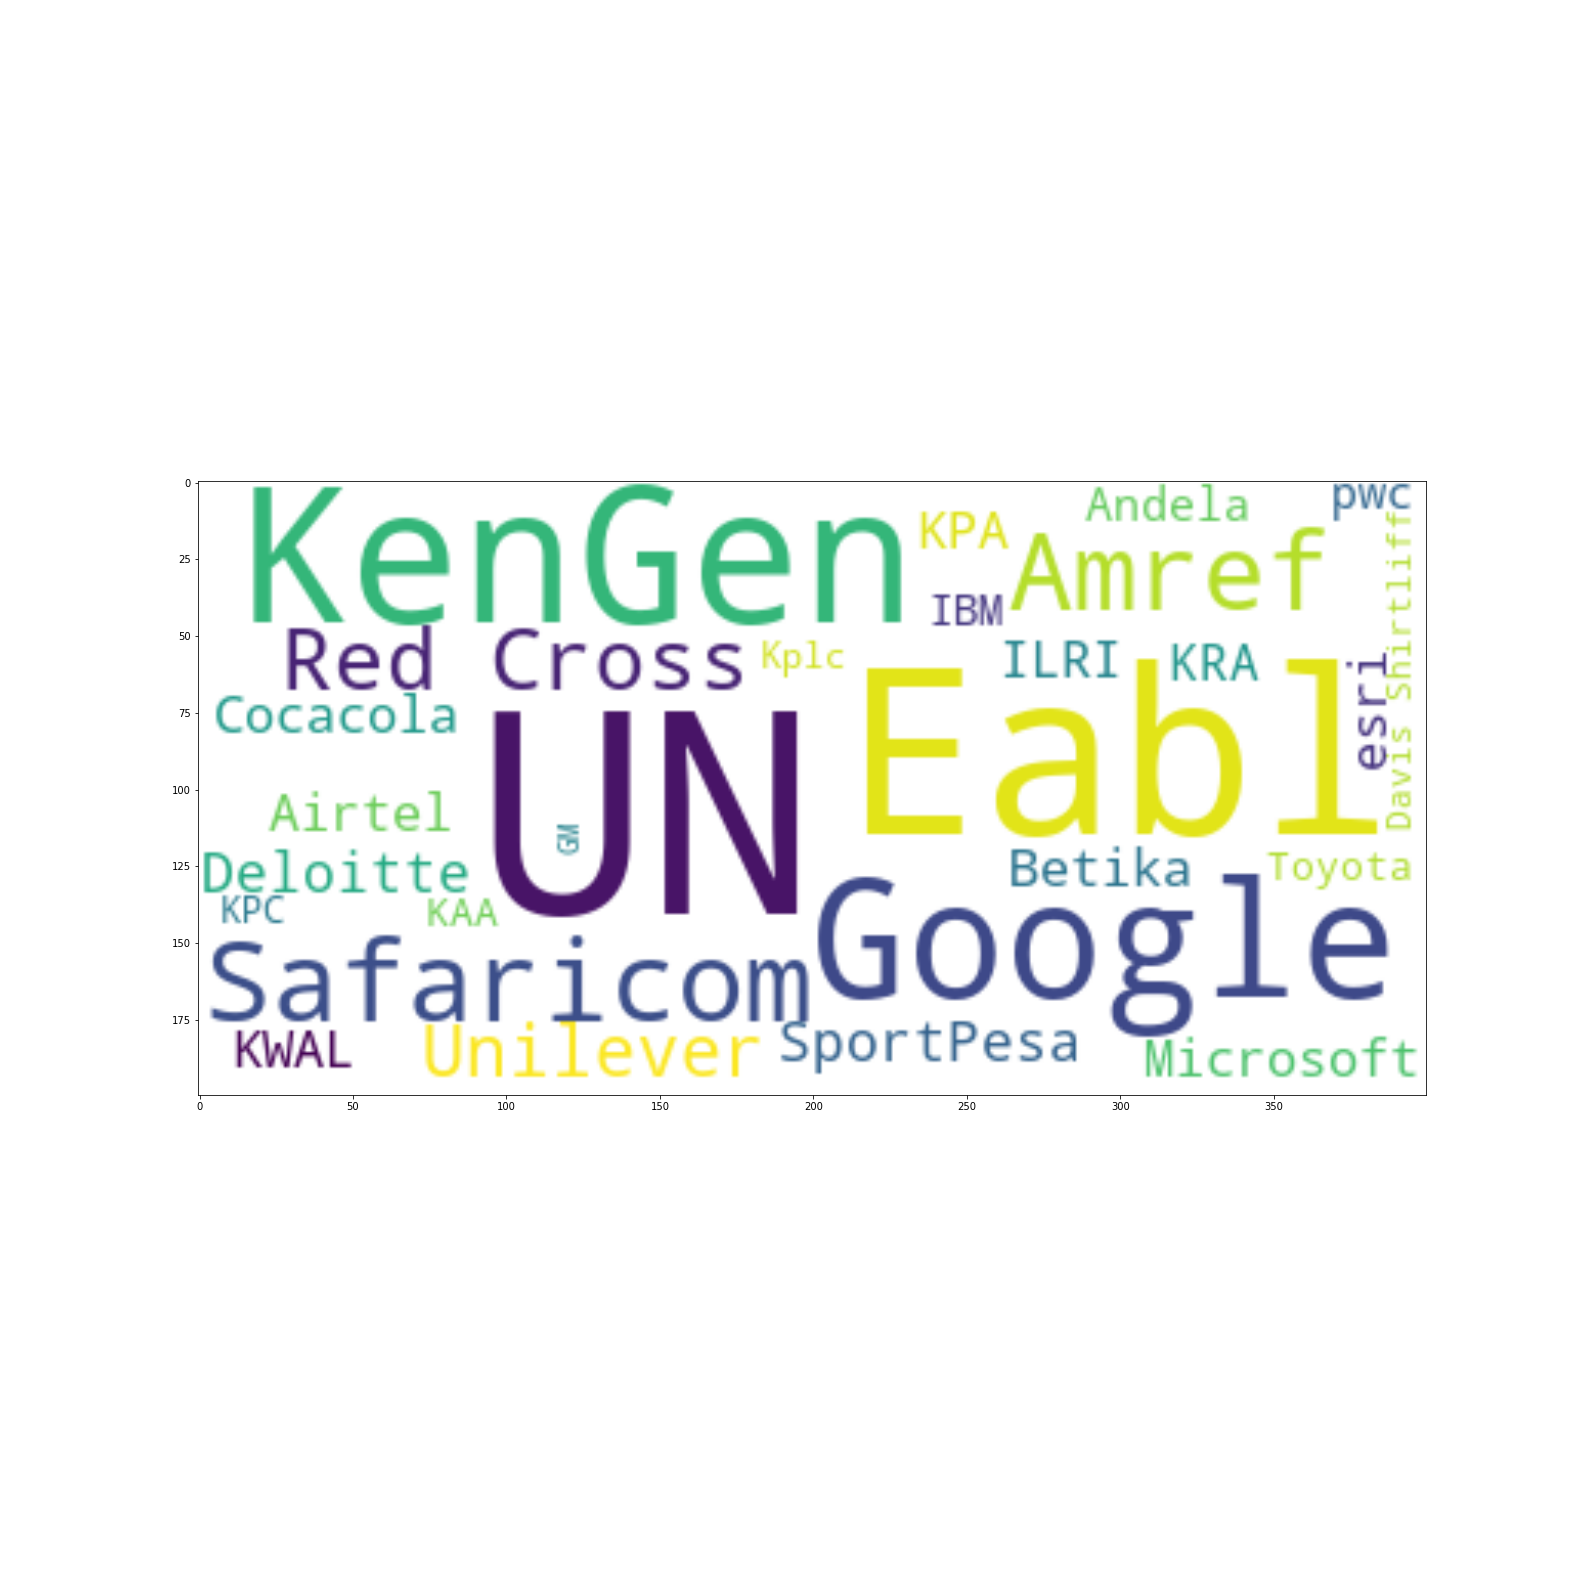 KenGen
Andela
pwc
KPA
Amref
IBM
Red Cross
Kplc
ILRI
KRA
Eabl
esri
Davis Shirtliff
Cocacola
UN
Airtel
GM
Deloitte
Betika
Toyota
KPC
KAA
Google
Safaricom
KWAL
Unilever
SportPesa
Microsoft
0
25
50
75
100
125
150
175
0 50 100 150 200 250 300 350